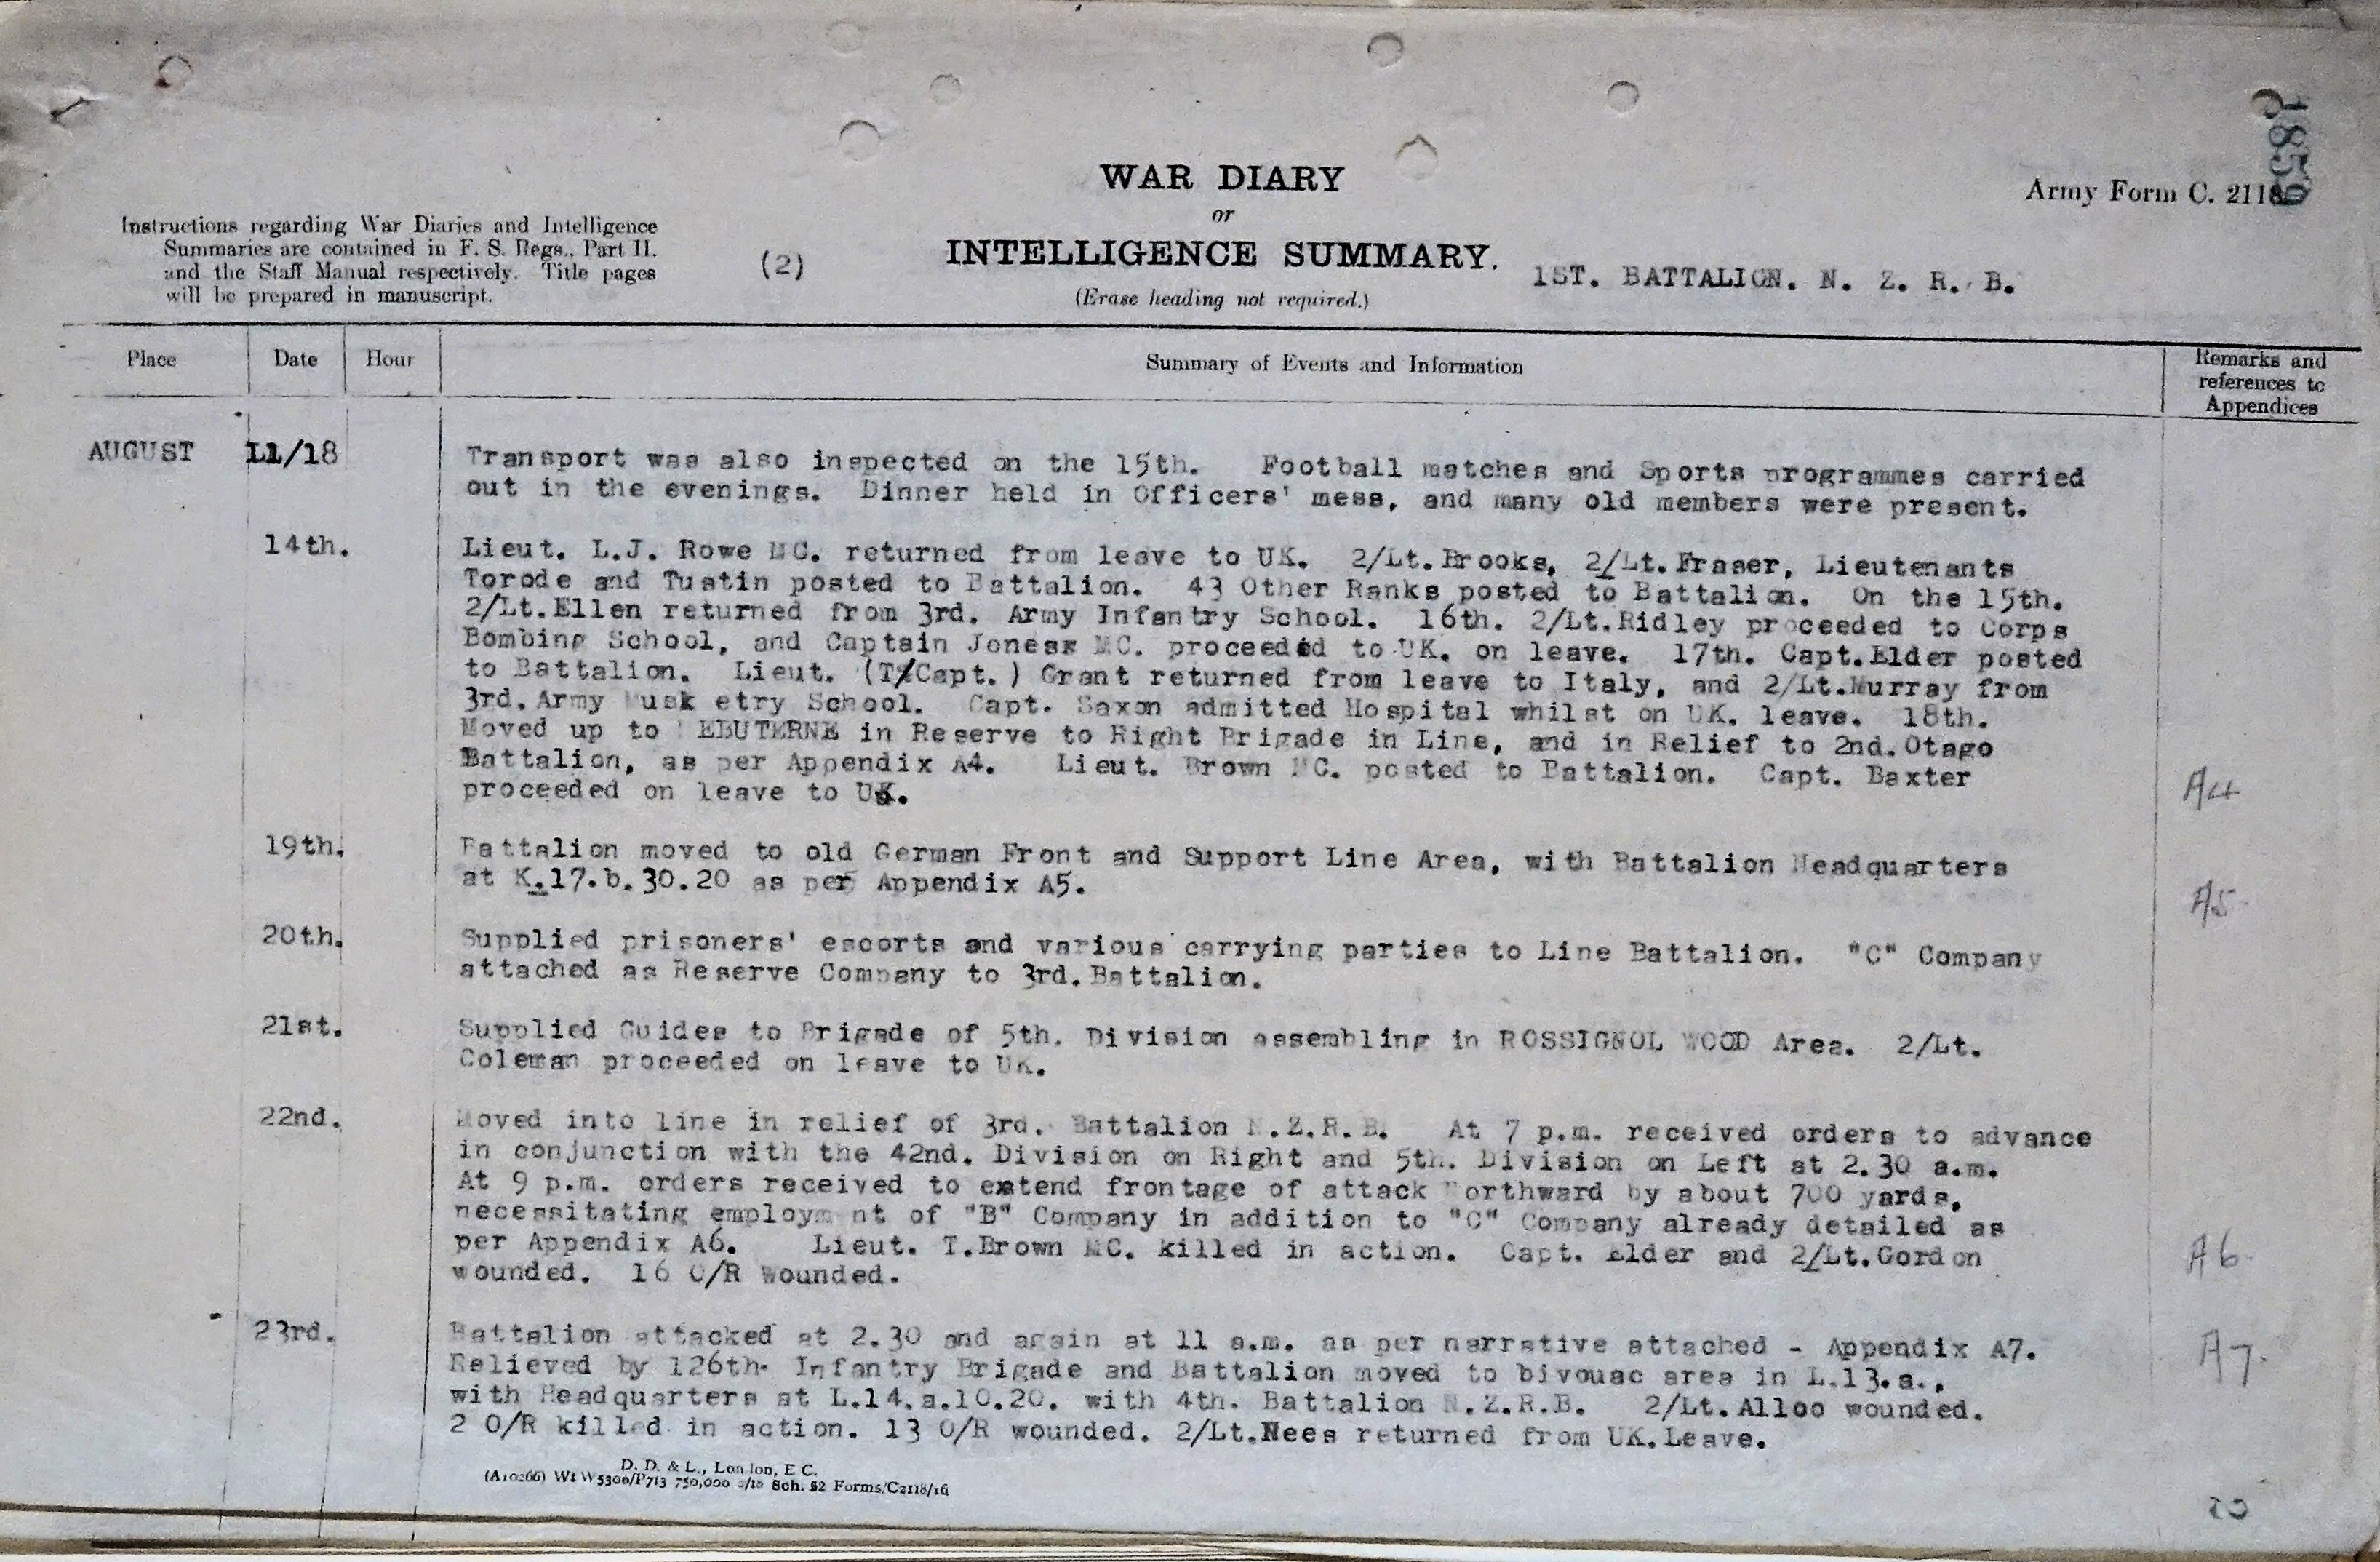 1859
WAR DIARY
or
INTELLIGENCE SUMMARY.
(Erase heading not required.)
Army Form C. 2118.
Instructions regarding War Diaries and Intelligence
Summaries are contained in F. S. Regs., Part II.
and the Staff Manual respectively. Title pages
will be prepared in manuscript.
(2)
1ST. BATTALION. N. Z. R. B.
Place Date Hour Summary of Events and Information Remarks and
references to
Appendices
AUGUST 11/18 Transport was also inspected on the 15th. Football matches and Sports programmes carried
out in the evenings. Dinner held in Officers' mess, and many old members were present.
14th. Lieut. L.J. Rowe MC. returned from leave to UK. 2/Lt.Brooks, 2/Lt.Fraser, Lieutenants
Torode and Tustin posted to Battalion. 43 Other Ranks posted to Battalion. On the 15th.
2/Lt.Ellen returned from 3rd. Army Infantry School. 16th. 2/Lt.Ridley proceeded to Corps
Bombing School, and Captain Jones MC. proceeded to UK. on leave. 17th. Capt.Elder posted
to Battalion. Lieut. (T/Capt.) Grant returned from leave to Italy, and 2/Lt.Murray from
3rd.Army Musk etry School. Capt. Saxon admitted Hospital whilst on UK. leave. 18th.
Moved up to HEBUTERNE in Reserve to Right Brigade in Line, and in Relief to 2nd.Otago
Battalion, as per Appendix A4. Lieut. Brown MC. posted to Battalion. Capt. Baxter
proceeded on leave to UK.
A4
19th. Battalion moved to old German Front and Support Line Area, with Battalion Headquarters
at K.17.b.30.20 as per Appendix A5.
A5
20th. Supplied prisoners' escorts and various carrying parties to Line Battalion. "C" Company
attached as Reserve Company to 3rd.Battalion.
21st. Supplied Guides to Brigade of 5th. Division assembling in ROSSIGNOL WOOD Area. 2/Lt.
Coleman proceeded on leave to UK.
22nd. Moved into line in relief of 3rd. Battalion N.Z.R.B. At 7 p.m. received orders to advance
in conjunction with the 42nd. Division on Right and 5th. Division on Left at 2.30 a.m.
At 9 p.m. orders received to extend frontage of attack Northward by about 700 yards,
necessitating employm nt of "B" Company in addition to "C" Company already detailed as
per Appendix A6. Lieut. T.Brown MC. killed in action. Capt. Elder and 2/Lt.Gordon
wounded. 16 O/R wounded.
A6
23rd. Battalion attacked at 2.30 and again at 11 a.m. as per narrative attached - Appendix A7.
Relieved by 126th. Infantry Brigade and Battalion moved to bivouac area in L.13.a.,
with Headquarters at L.14.a.10.20. with 4th. Battalion N.Z.R.B. 2/Lt.Alloo wounded.
2 O/R killed in action. 13 O/R wounded. 2/Lt.Nees returned from UK.Leave.
A7.
D. D. & L., London, E C.
(A10266) Wt W5300/P713 750,000 2/18 Sch. 52 Forms/C2118/16